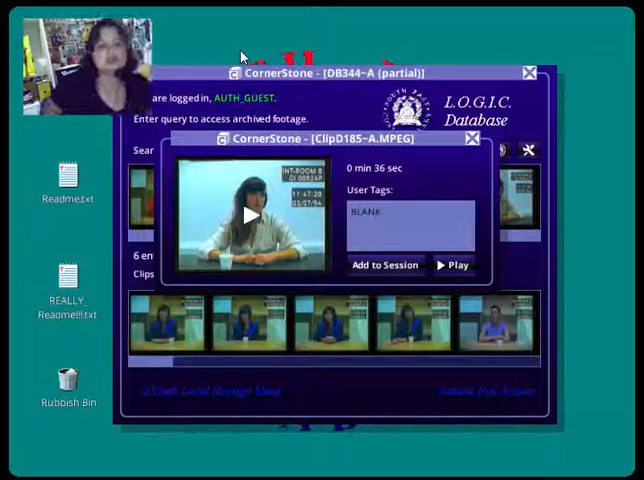 CornerStone - [DB344~A (partial)]
are logged in, AUTH_GUEST.
Enter query to access archived footage.
L.O.G.I.C.
Database
Sear
CornerStone - [ClipD185~A.MPEG]
INT-ROOM B
11:47:20
03/07/94
0 min 36 sec
User Tags:
BLANK
Add to Session
Play
6 en
Clips
Readme.txt
REALLY_
Readme!!!.txt
Rubbish Bin